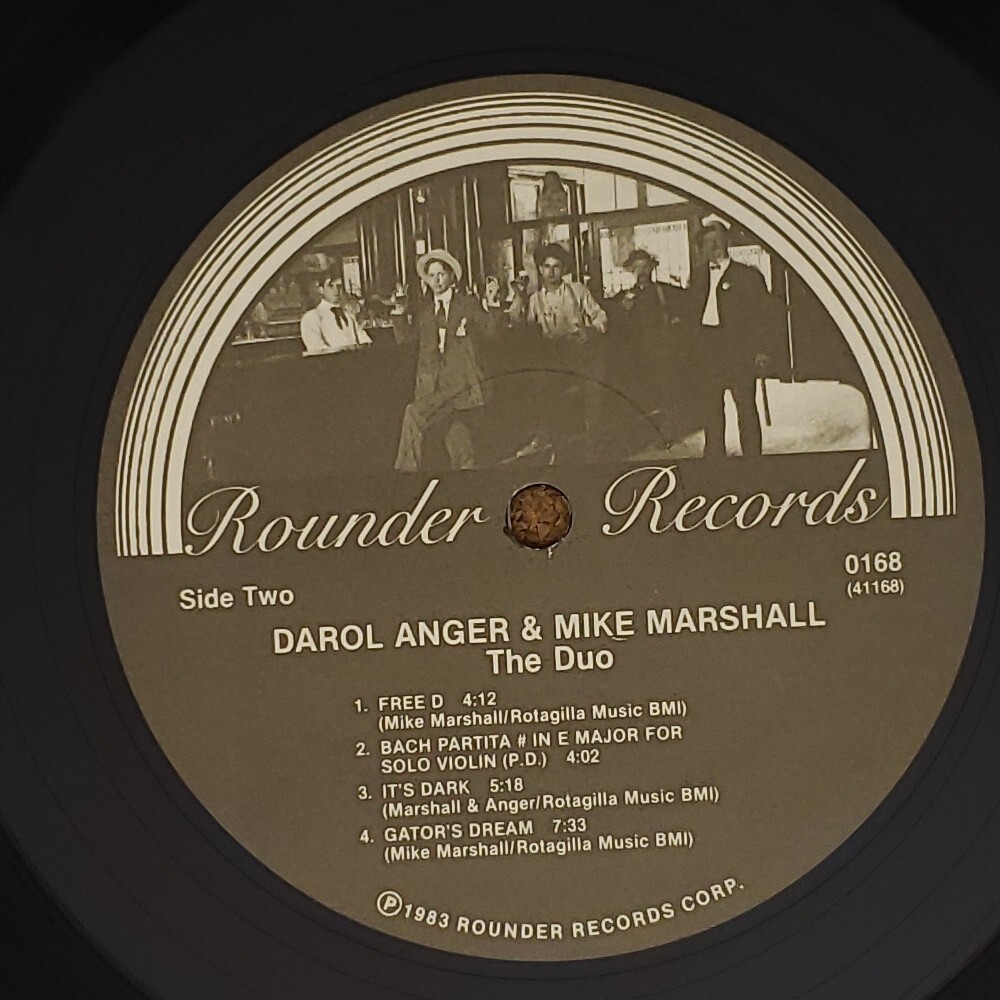 Rounder Records
Side Two
0168
(41168)
DAROL ANGER & MIKE MARSHALL
The Duo
1. FREE D 4:12
(Mike Marshall/Rotagilla Music BMI)
2. BACH PARTITA # IN E MAJOR FOR
SOLO VIOLIN (P.D.) 4:02
3. IT'S DARK 5:18
(Marshall & Anger/Rotagilla Music BMI)
4. GATOR'S DREAM 7:33
(Mike Marshall/Rotagilla Music BMI)
Ⓟ1983 ROUNDER RECORDS CORP.